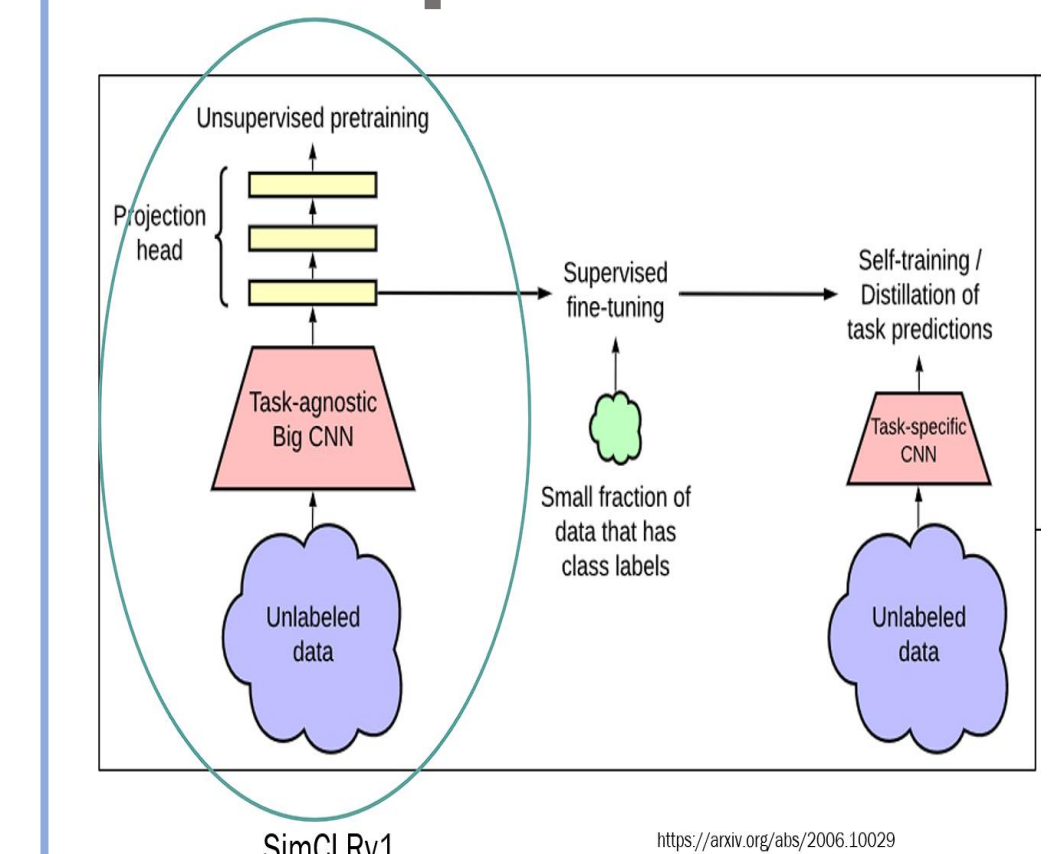 Unsupervised pretraining
Projection
head
Task-agnostic
Big CNN
Unlabeled
data
Supervised
fine-tuning
Small fraction of
data that has
class labels
Self-training /
Distillation of
task predictions
Task-specific
CNN
Unlabeled
data
SimCLRv1
https://arxiv.org/abs/2006.10029